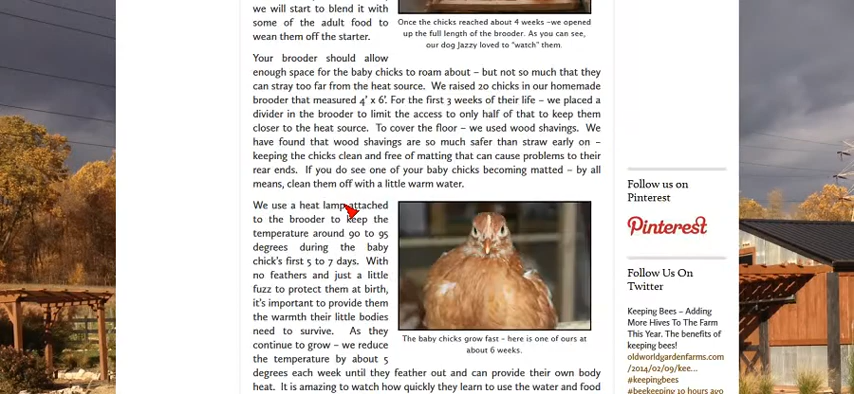 we will start to blend it with
some of the adult food to
wean them off the starter.
Once the chicks reached about 4 weeks –we opened
up the full length of the brooder. As you can see,
our dog Jazzy loved to “watch” them.
Your brooder should allow
enough space for the baby chicks to roam about – but not so much that they
can stray too far from the heat source. We raised 20 chicks in our homemade
brooder that measured 4’ x 6’. For the first 3 weeks of their life – we placed a
divider in the brooder to limit the access to only half of that to keep them
closer to the heat source. To cover the floor – we used wood shavings. We
have found that wood shavings are so much safer than straw early on –
keeping the chicks clean and free of matting that can cause problems to their
rear ends. If you do see one of your baby chicks becoming matted – by all
means, clean them off with a little warm water.
We use a heat lamp attached
to the brooder to keep the
temperature around 90 to 95
degrees during the baby
chick’s first 5 to 7 days. With
no feathers and just a little
fuzz to protect them at birth,
it’s important to provide them
the warmth their little bodies
need to survive. As they
continue to grow – we reduce
the temperature by about 5
degrees each week until they feather out and can provide their own body
heat. It is amazing to watch how quickly they learn to use the water and food
The baby chicks grow fast – here is one of ours at
about 6 weeks.
Follow us on
Pinterest
Pinterest
Follow Us On
Twitter
Keeping Bees – Adding
More Hives To The Farm
This Year. The benefits of
keeping bees!
oldworldgardenfarms.com
/2014/02/09/kee…
#keepingbees
#beekeeping 10 hours ago